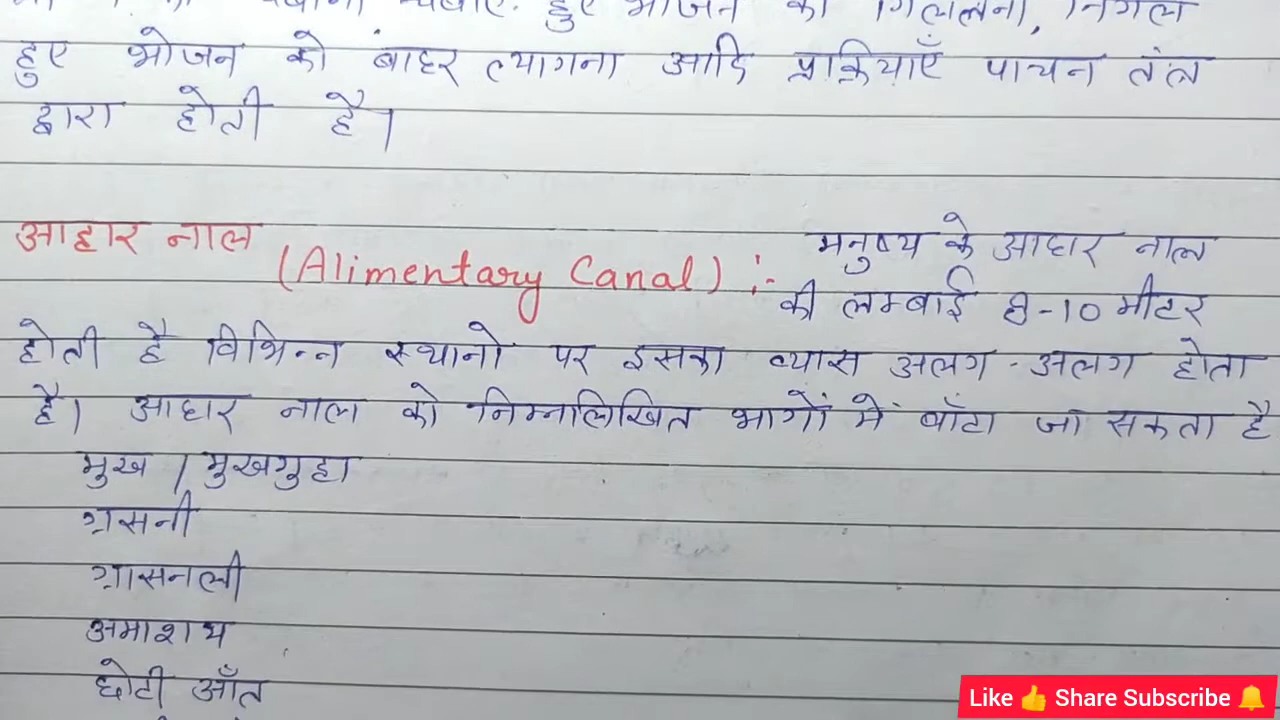 हुए भोजन को
हुए भोजन को बाहर त्यागना आदि प्रक्रियाएँ पाचन तंत्र
द्वारा होती है।
आहार नाल (Alimentary Canal) :- मनुष्य के आहार नाल
की लम्बाई 8-10 मीटर
होती है विभिन्न स्थानो पर इसका व्यास अलग-अलग होता
है। आहार नाल को निम्नलिखित भागों में बाँटा जा सकता है
मुख / मुखगुहा
ग्रसनी
ग्रासनली
अमाशय
छोटी आँत
Like 👍 Share Subscribe 🔔